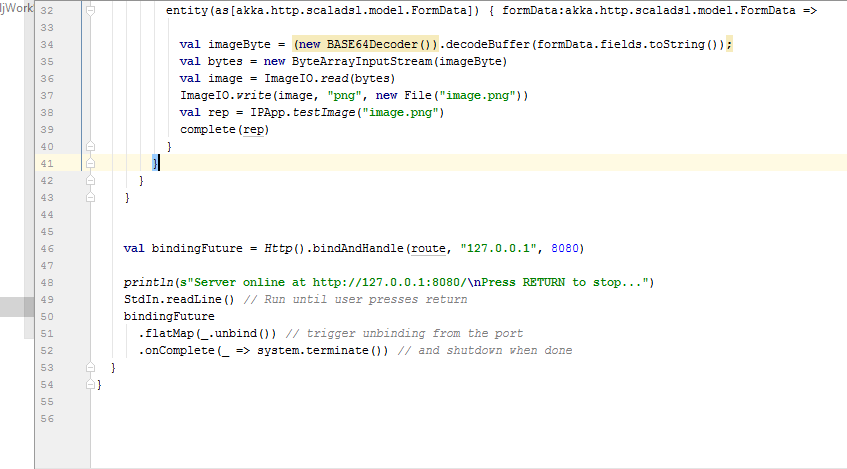 ljWork
32 entity(as[akka.http.scaladsl.model.FormData]) { formData:akka.http.scaladsl.model.FormData =>
33
34 val imageByte = (new BASE64Decoder()).decodeBuffer(formData.fields.toString());
35 val bytes = new ByteArrayInputStream(imageByte)
36 val image = ImageIO.read(bytes)
37 ImageIO.write(image, "png", new File("image.png"))
38 val rep = IPApp.testImage("image.png")
39 complete(rep)
40 }
41 }
42 }
43 }
44
45
46 val bindingFuture = Http().bindAndHandle(route, "127.0.0.1", 8080)
47
48 println(s"Server online at http://127.0.0.1:8080/\nPress RETURN to stop...")
49 StdIn.readLine() // Run until user presses return
50 bindingFuture
51 .flatMap(_.unbind()) // trigger unbinding from the port
52 .onComplete(_ => system.terminate()) // and shutdown when done
53 }
54 }
55
56